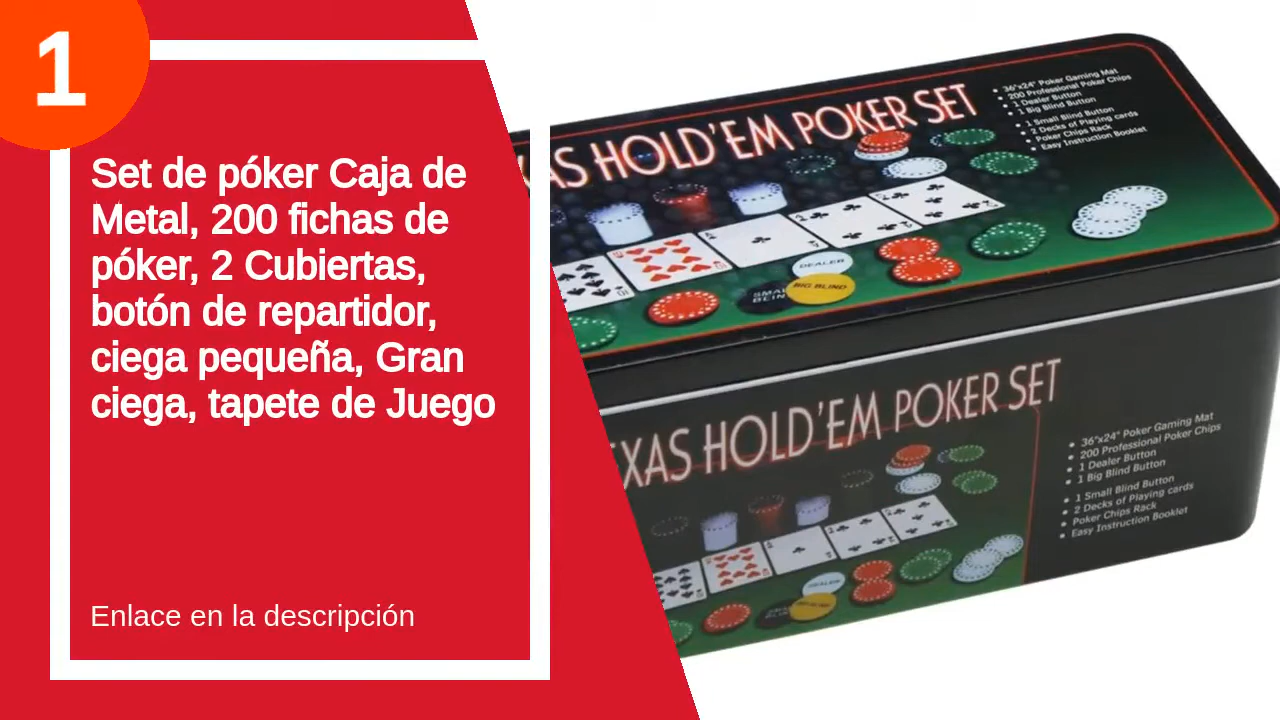 1
Set de póker Caja de
Metal, 200 fichas de
póker, 2 Cubiertas,
botón de repartidor,
ciega pequeña, Gran
ciega, tapete de Juego
Enlace en la descripción
XAS HOLD'EM POKER SET
• 36"x24" Poker Gaming Mat
• 200 Professional Poker Chips
• 1 Dealer Button
• 1 Big Blind Button
• 1 Small Blind Button
• 2 Decks of Playing cards
• Poker Chips Rack
• Easy Instruction Booklet
DEALER
BIG BLIND
EXAS HOLD'EM POKER SET
• 36"x24" Poker Gaming Mat
• 200 Professional Poker Chips
• 1 Dealer Button
• 1 Big Blind Button
• 1 Small Blind Button
• 2 Decks of Playing cards
• Poker Chips Rack
• Easy Instruction Booklet
DEALER
BIG BLIND